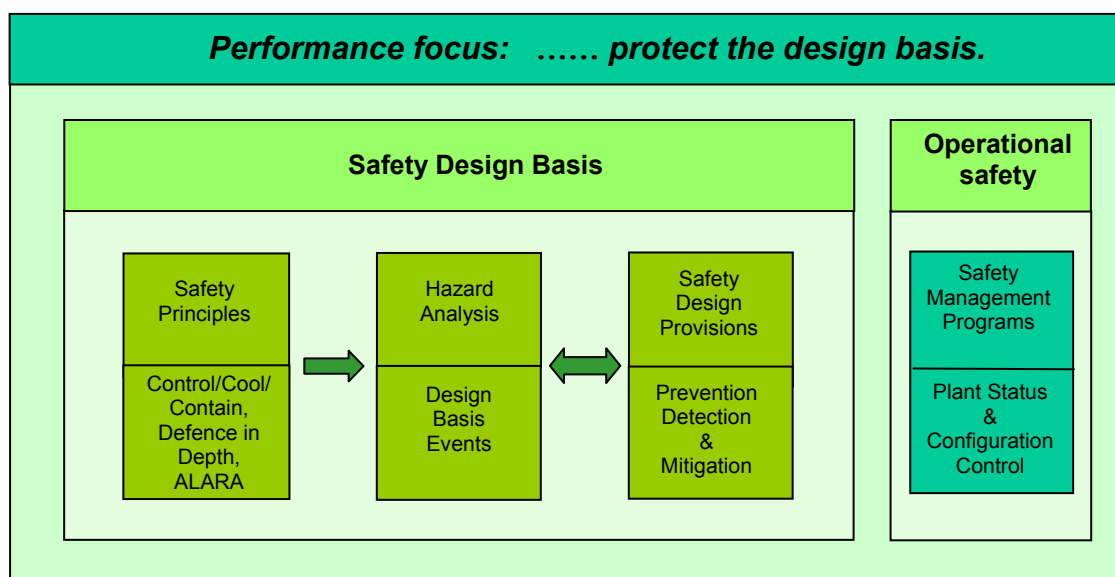 Performance focus:   …... protect the design basis.
Safety Design Basis
Operational
safety
Safety
Principles
Control/Cool/
Contain,
Defence in
Depth,
ALARA
Hazard
Analysis
Design
Basis
Events
Safety
Design
Provisions
Prevention
Detection
&
Mitigation
Safety
Management
Programs
Plant Status
&
Configuration
Control